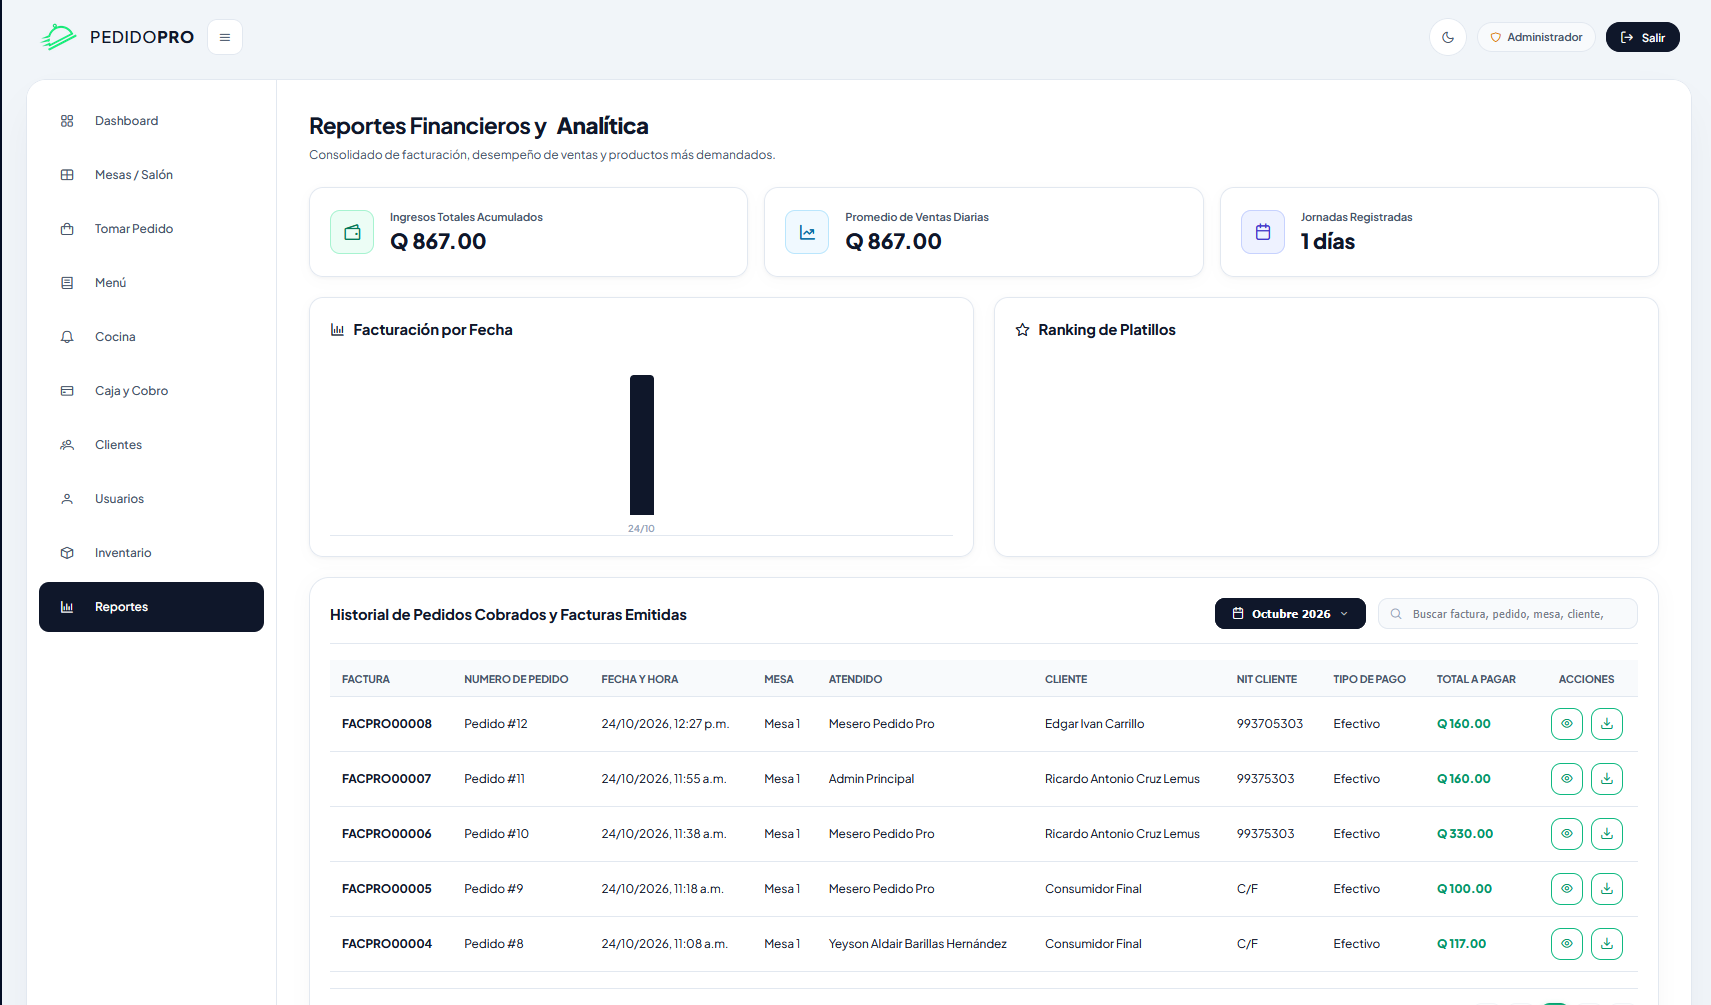 PEDIDOPRO
Administrador
Salir
Dashboard
Mesas / Salón
Tomar Pedido
Menú
Cocina
Caja y Cobro
Clientes
Usuarios
Inventario
Reportes
Reportes Financieros y Analítica
Consolidado de facturación, desempeño de ventas y productos más demandados.
Ingresos Totales Acumulados
Q 867.00
Promedio de Ventas Diarias
Q 867.00
Jornadas Registradas
1 días
Facturación por Fecha
24/10
Ranking de Platillos
Historial de Pedidos Cobrados y Facturas Emitidas
Octubre 2026
Buscar factura, pedido, mesa, cliente,
FACTURA NUMERO DE PEDIDO FECHA Y HORA MESA ATENDIDO CLIENTE NIT CLIENTE TIPO DE PAGO TOTAL A PAGAR ACCIONES
FACPRO00008 Pedido #12 24/10/2026, 12:27 p.m. Mesa 1 Mesero Pedido Pro Edgar Ivan Carrillo 993705303 Efectivo Q 160.00
FACPRO00007 Pedido #11 24/10/2026, 11:55 a.m. Mesa 1 Admin Principal Ricardo Antonio Cruz Lemus 99375303 Efectivo Q 160.00
FACPRO00006 Pedido #10 24/10/2026, 11:38 a.m. Mesa 1 Mesero Pedido Pro Ricardo Antonio Cruz Lemus 99375303 Efectivo Q 330.00
FACPRO00005 Pedido #9 24/10/2026, 11:18 a.m. Mesa 1 Mesero Pedido Pro Consumidor Final C/F Efectivo Q 100.00
FACPRO00004 Pedido #8 24/10/2026, 11:08 a.m. Mesa 1 Yeyson Aldair Barillas Hernández Consumidor Final C/F Efectivo Q 117.00